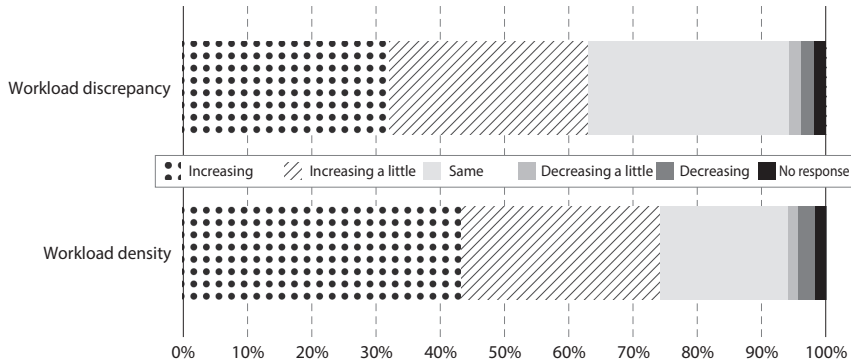 Workload discrepancy
Increasing Increasing a little Same Decreasing a little Decreasing No response
Workload density
0% 10% 20% 30% 40% 50% 60% 70% 80% 90% 100%